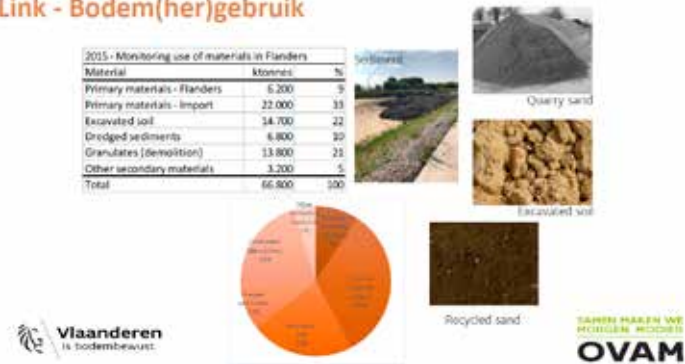 Link - Bodem(her)gebruik
2015 - Monitoring use of materials in Flanders
Material ktonnes %
Primary materials - Flanders 6.200 9
Primary materials - Import 22.000 33
Excavated soil 14.700 22
Dredged sediments 6.800 10
Granulates (demolition) 13.800 21
Other secondary materials 3.200 5
Total 66.800 100
Sediment
Quarry sand
Excavated soil
Recycled sand
Vlaanderen
is bodembewust
SAMEN MAKEN WE
MORGEN MOOIER
OVAM